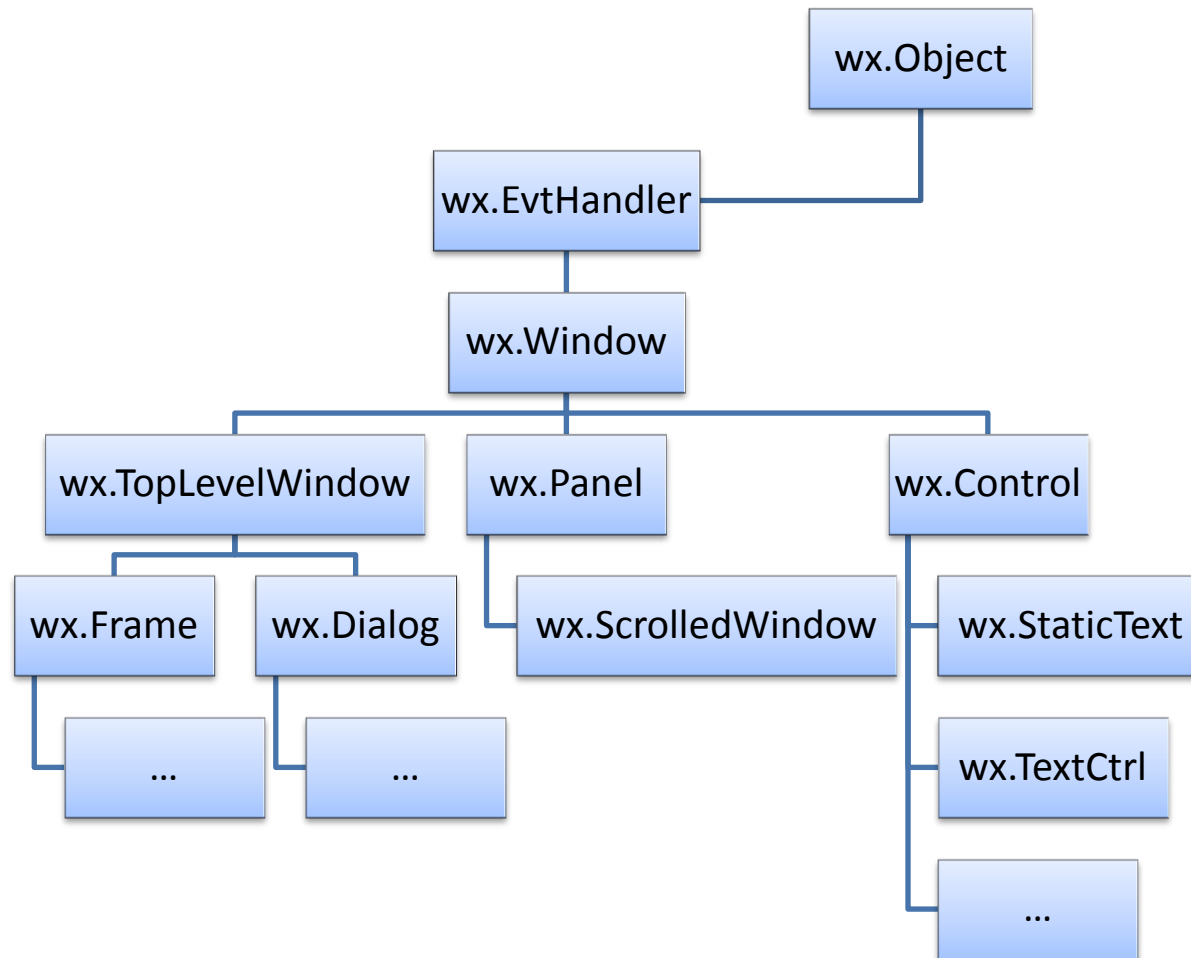 wx.Object
wx.EvtHandler
wx.Window
wx.TopLevelWindow
wx.Panel
wx.Control
wx.Frame
wx.Dialog
wx.ScrolledWindow
wx.StaticText
...
...
wx.TextCtrl
...